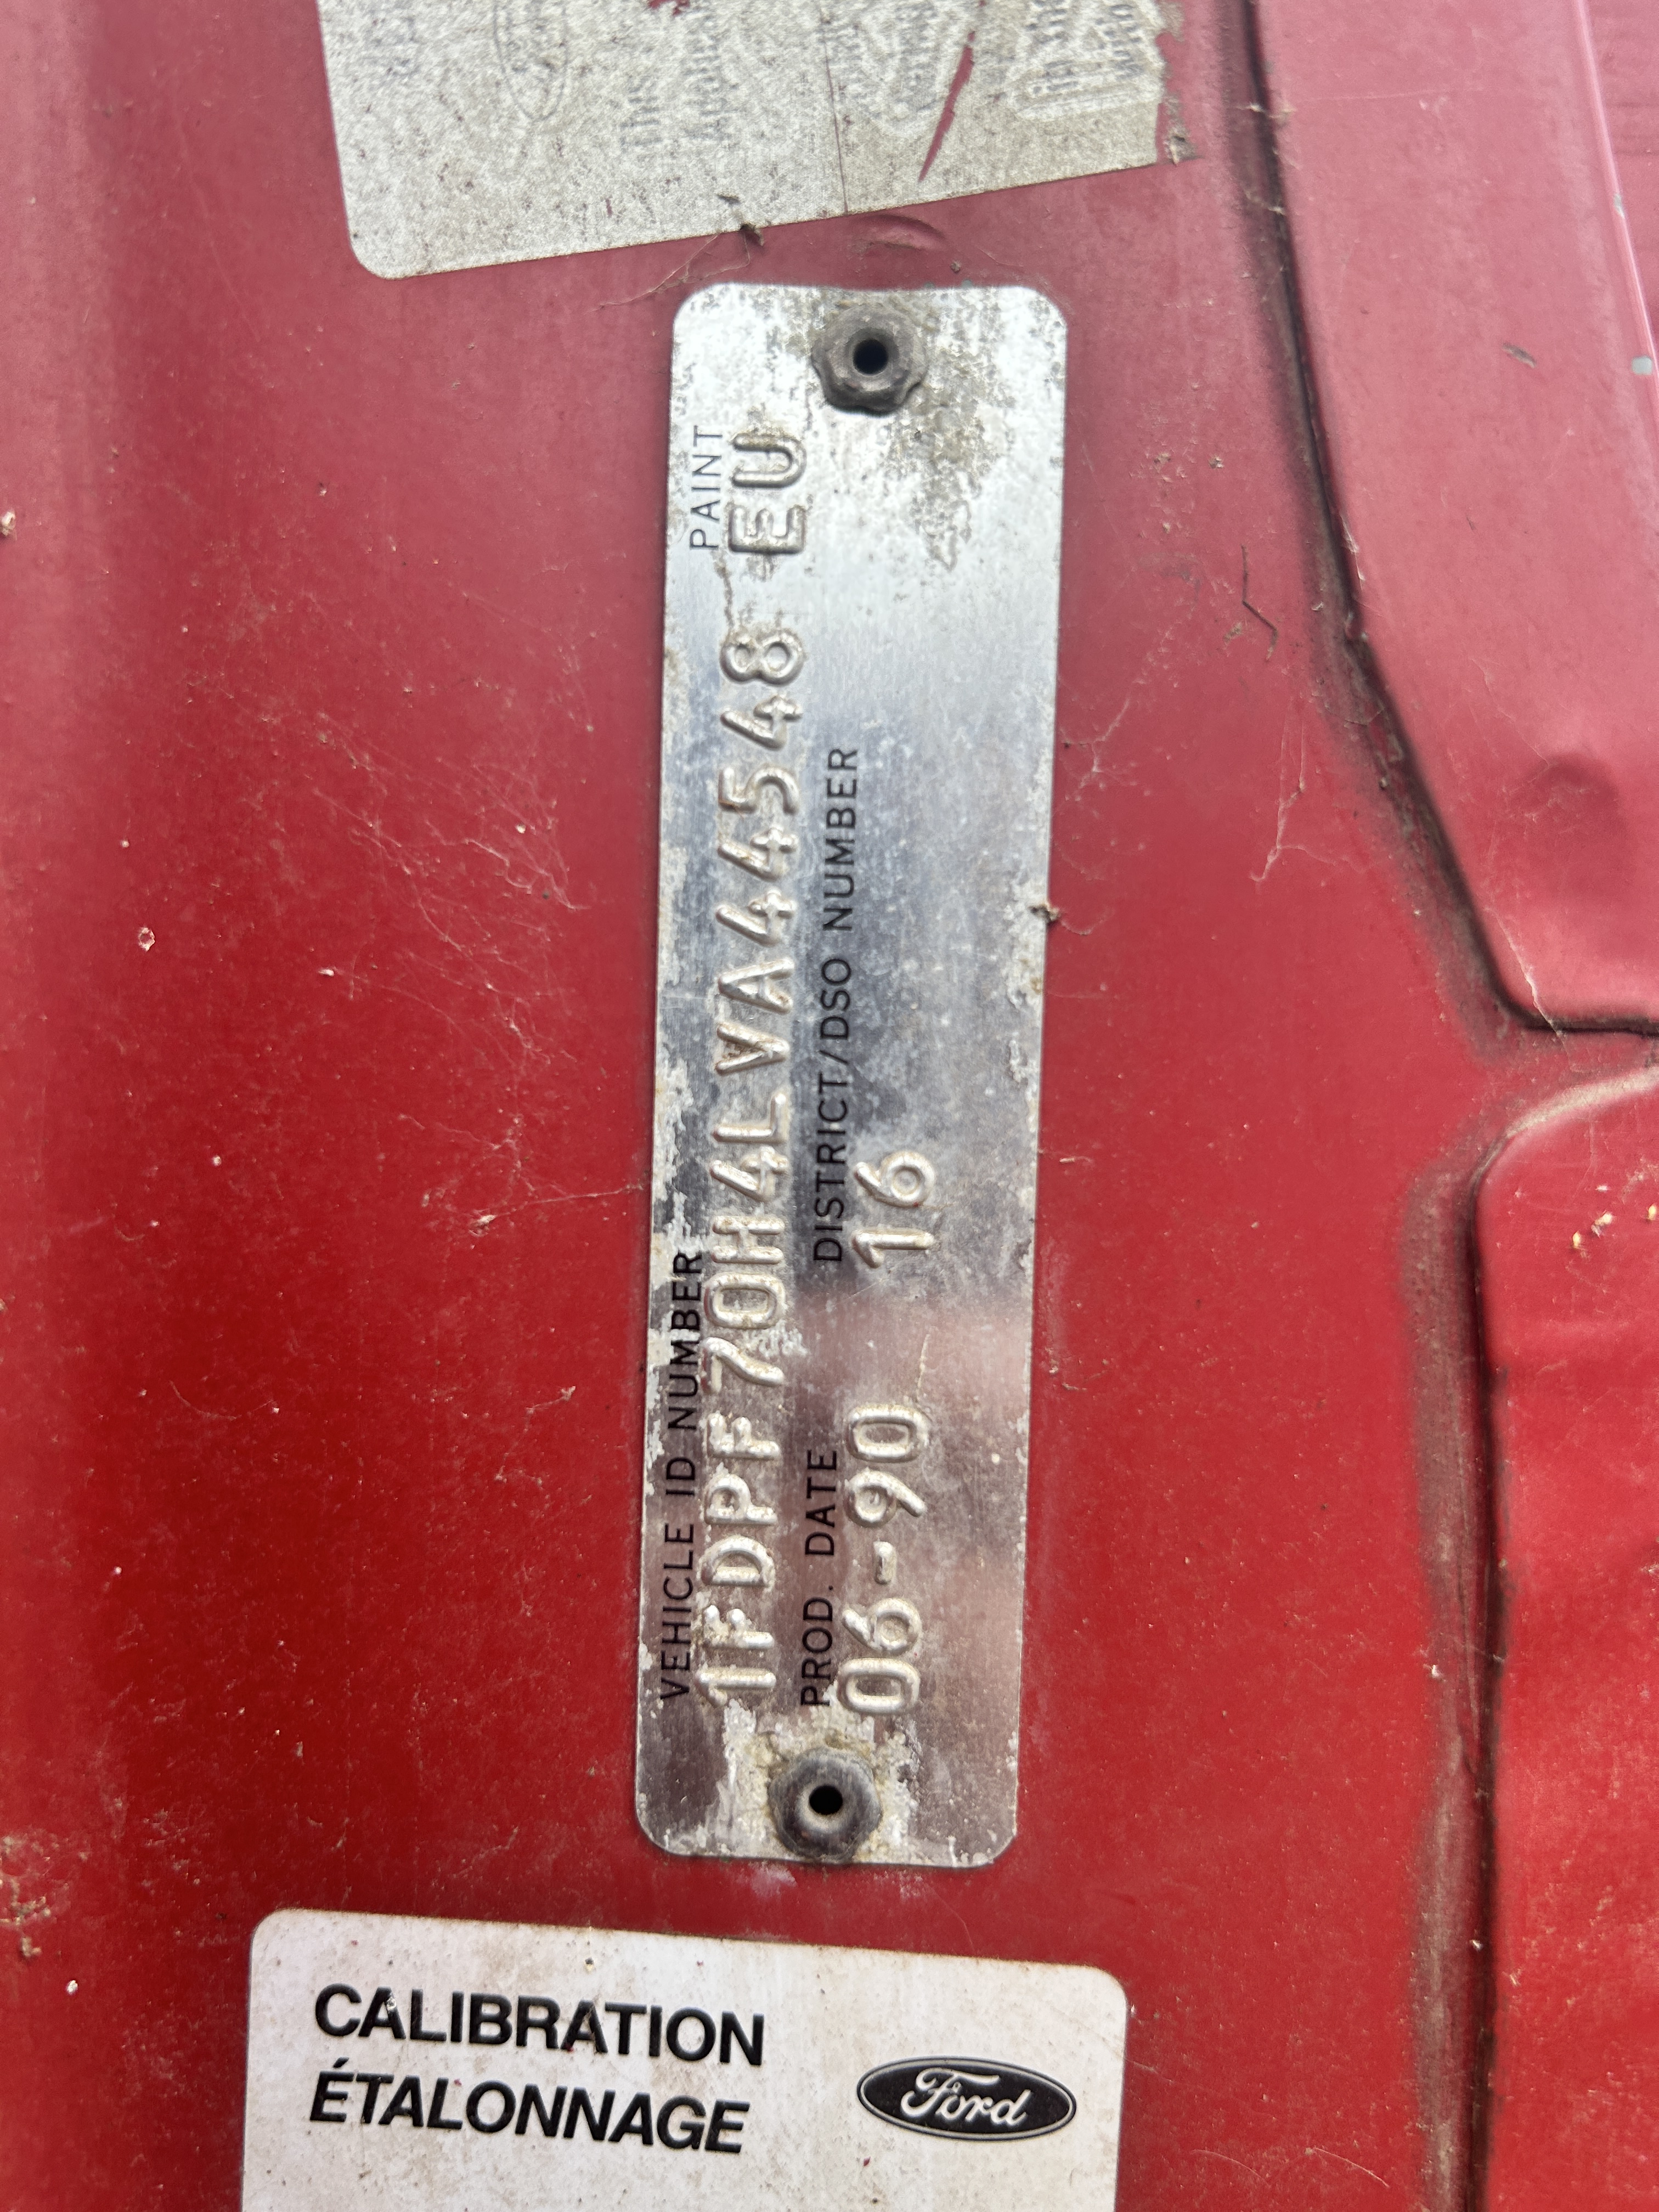 VEHICLE ID NUMBER PAINT
1FDPF70H4LVA44548 EU
PROD. DATE DISTRICT/DSO NUMBER
06-90 16
CALIBRATION
ÉTALONNAGE
Ford